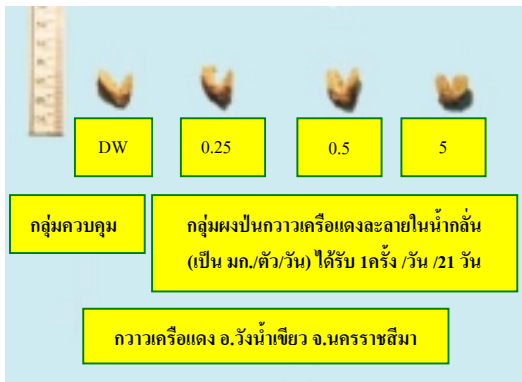 DW
0.25
0.5
5
กลุ่มควบคุม
กลุ่มผงป่นกวาวเครือแดงละลายในน้ำกลั่น
(เป็น มก./ตัว/วัน) ได้รับ 1ครั้ง /วัน /21 วัน
กวาวเครือแดง อ.วังน้ำเขียว จ.นครราชสีมา